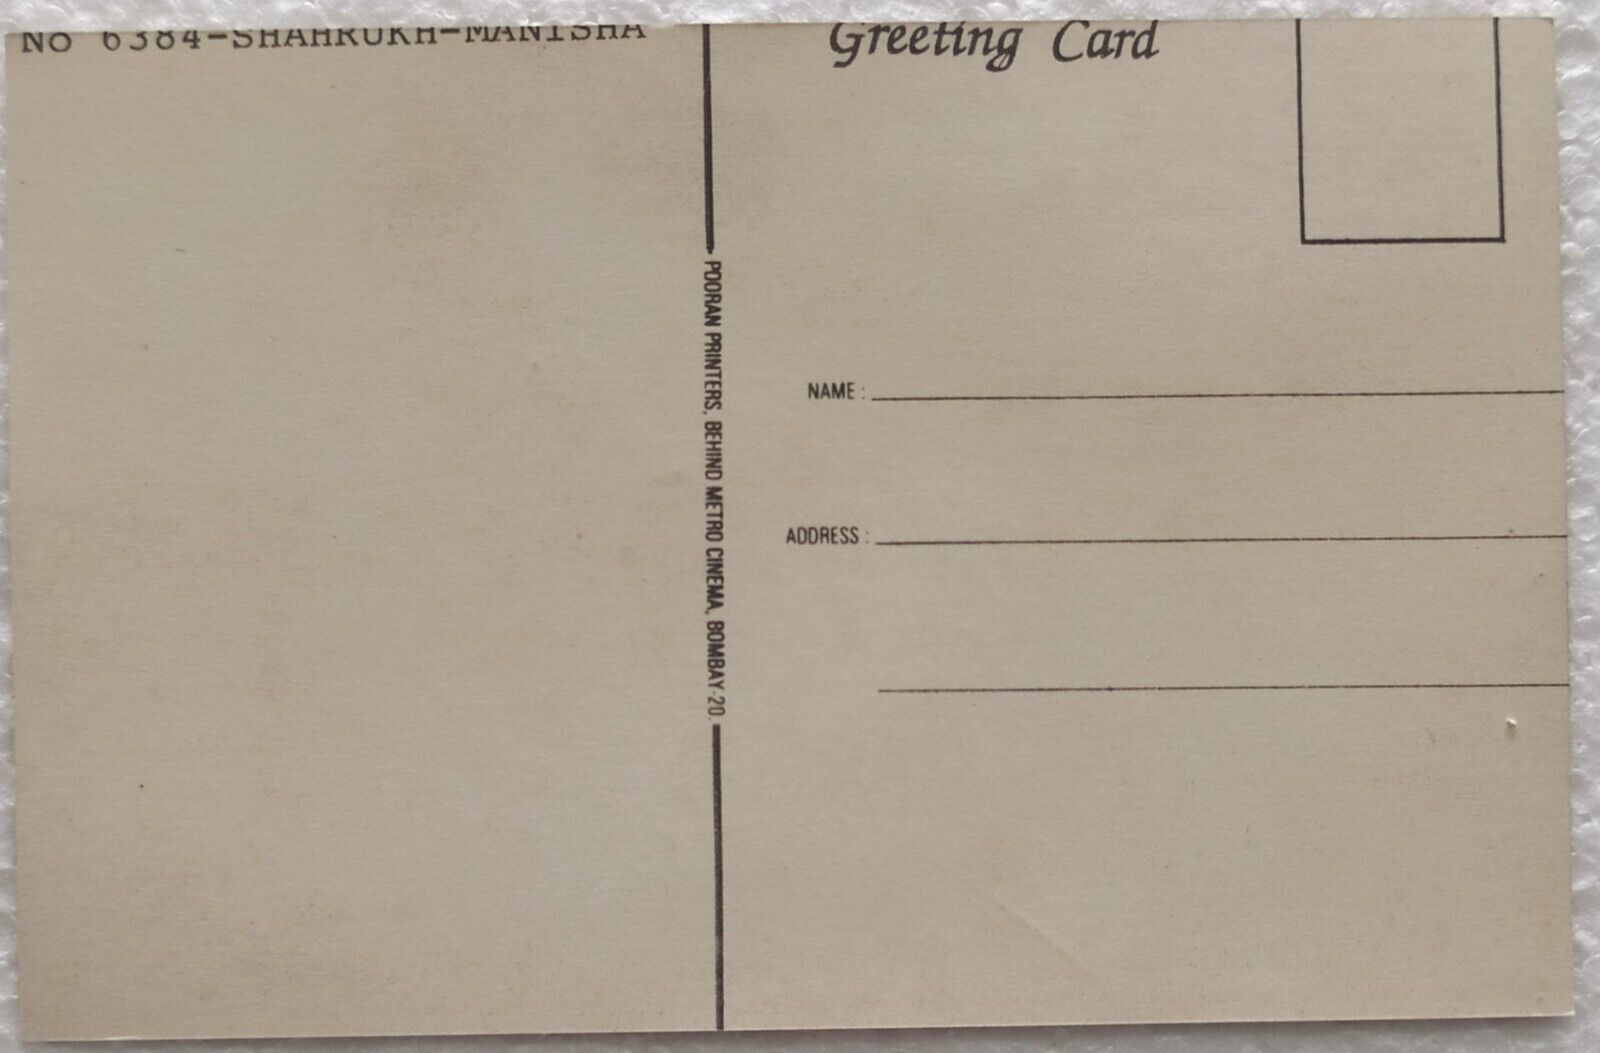 No 6384-SHAHRUKH-MANISHA
Greeting Card
POORAN PRINTERS, BEHIND METRO CINEMA, BOMBAY-20.
NAME :
ADDRESS :